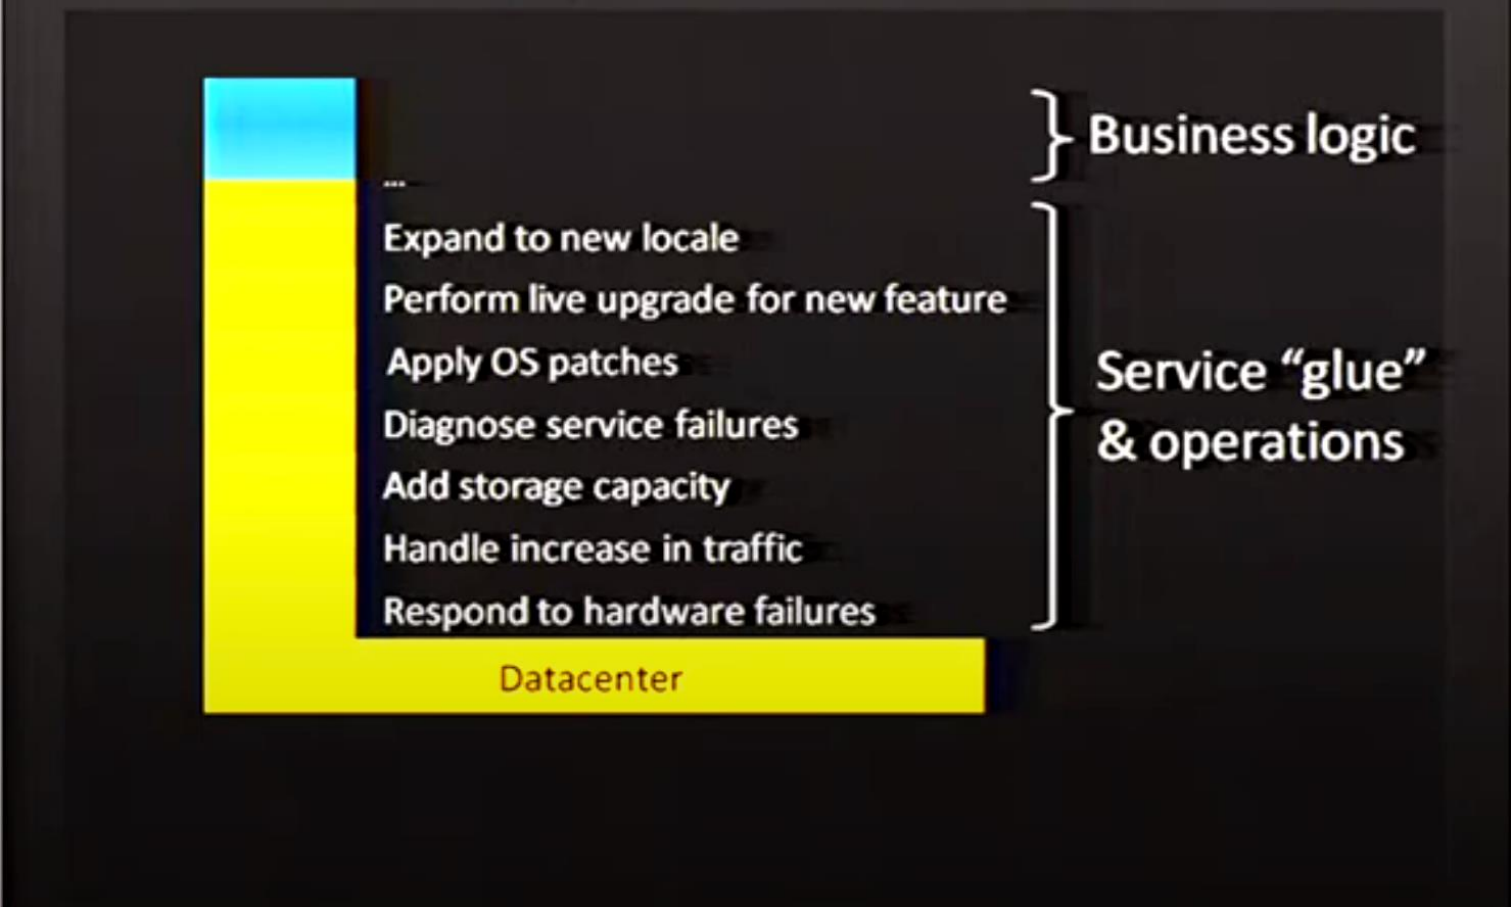 Business logic
...
Expand to new locale
Perform live upgrade for new feature
Apply OS patches
Diagnose service failures
Add storage capacity
Handle increase in traffic
Respond to hardware failures
Service “glue”
& operations
Datacenter